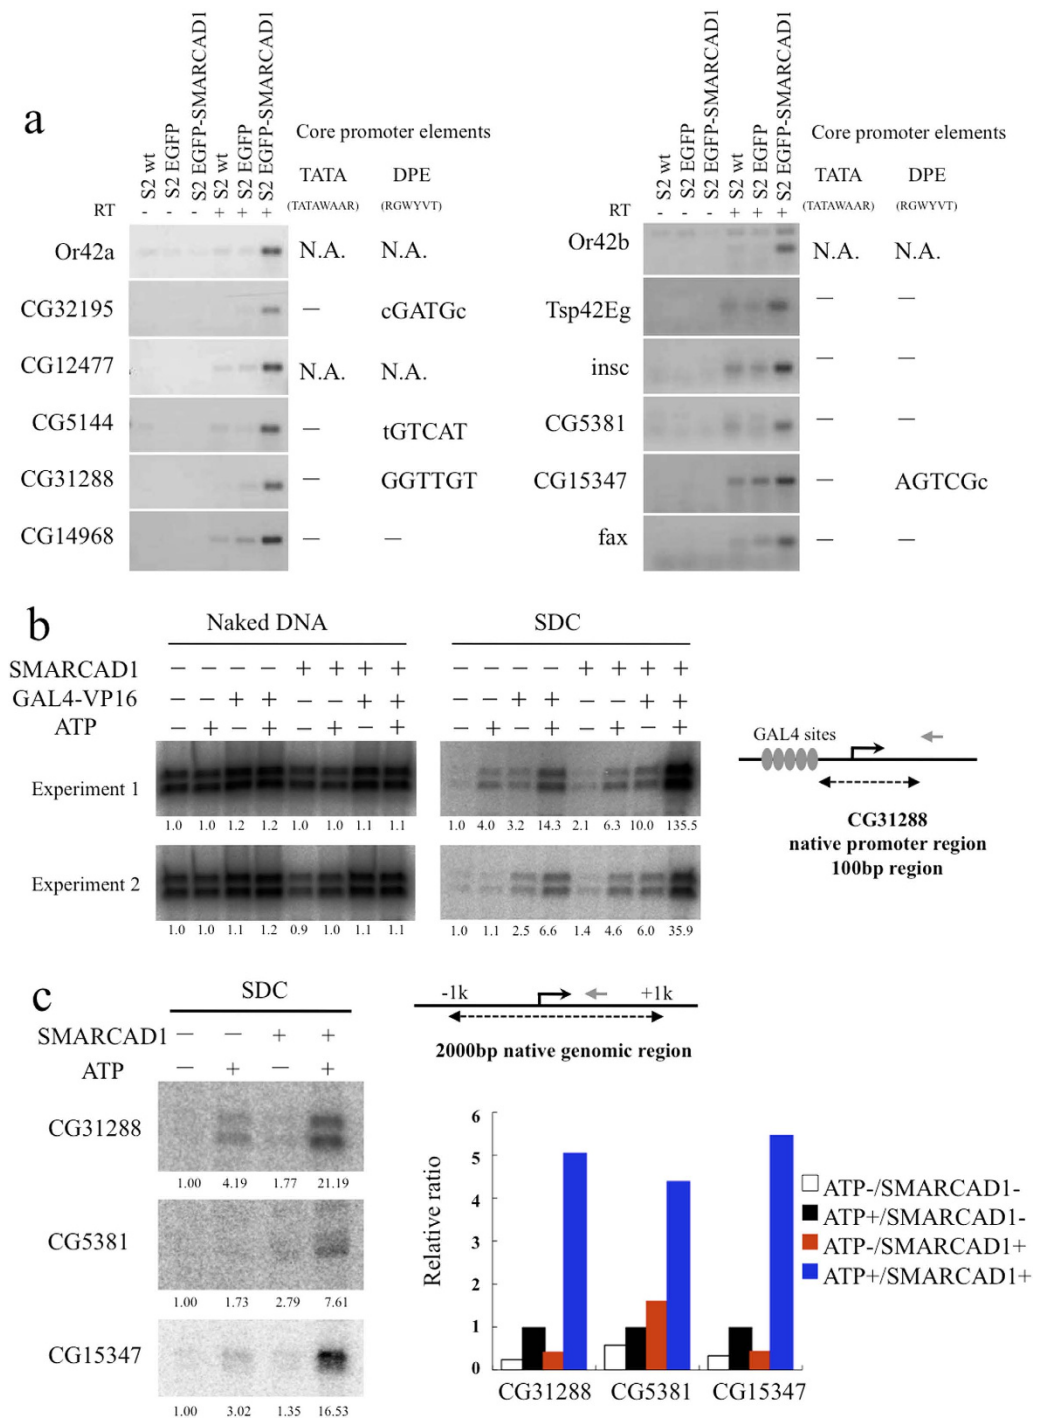 a
S2 wt
S2 EGFP
S2 EGFP-SMARCAD1
S2 wt
S2 EGFP
S2 EGFP-SMARCAD1
Core promoter elements
TATA DPE
(TATAWAAR) (RGWYVT)
RT - - - + + +
Or42a N.A. N.A.
CG32195 — cGATGc
CG12477 N.A. N.A.
CG5144 — tGTCAT
CG31288 — GGTTGT
CG14968 — —
S2 wt
S2 EGFP
S2 EGFP-SMARCAD1
S2 wt
S2 EGFP
S2 EGFP-SMARCAD1
Core promoter elements
TATA DPE
(TATAWAAR) (RGWYVT)
RT - - - + + +
Or42b N.A. N.A.
Tsp42Eg — —
insc — —
CG5381 — —
CG15347 — AGTCGc
fax — —
b
Naked DNA SDC
SMARCAD1 — — — — + + + + — — — — + + + +
GAL4-VP16 — — + + — — + + — — + + — — + +
ATP — + — + — + — + — + — + — + — +
Experiment 1
1.0 1.0 1.2 1.2 1.0 1.0 1.1 1.1 1.0 4.0 3.2 14.3 2.1 6.3 10.0 135.5
Experiment 2
1.0 1.0 1.1 1.2 0.9 1.0 1.1 1.1 1.0 1.1 2.5 6.6 1.4 4.6 6.0 35.9
GAL4 sites
CG31288
native promoter region
100bp region
c
SDC
SMARCAD1 — — + +
ATP — + — +
CG31288
1.00 4.19 1.77 21.19
CG5381
1.00 1.73 2.79 7.61
CG15347
1.00 3.02 1.35 16.53
-1k +1k
2000bp native genomic region
Relative ratio
6
5
4
3
2
1
0
CG31288 CG5381 CG15347
ATP-/SMARCAD1-
ATP+/SMARCAD1-
ATP-/SMARCAD1+
ATP+/SMARCAD1+